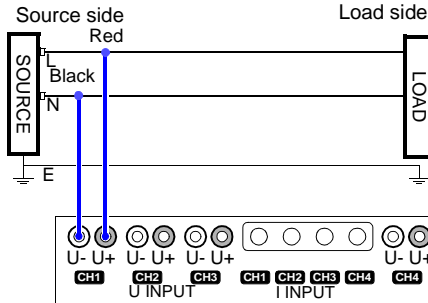 Source side
Load side
Red
L
Black
SOURCE
LOAD
N
E
U- U+ U- U+ U- U+ U- U+
CH1 CH2 CH3 CH1 CH2 CH3 CH4 CH4
U INPUT I INPUT